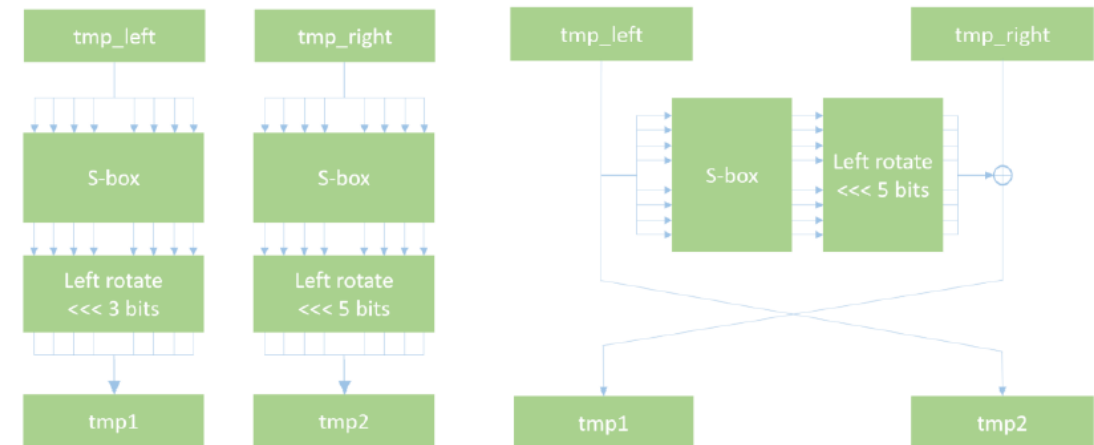 tmp_left
tmp_right
S-box
S-box
Left rotate
<<< 3 bits
Left rotate
<<< 5 bits
tmp1
tmp2
tmp_left
tmp_right
S-box
Left rotate
<<< 5 bits
tmp1
tmp2